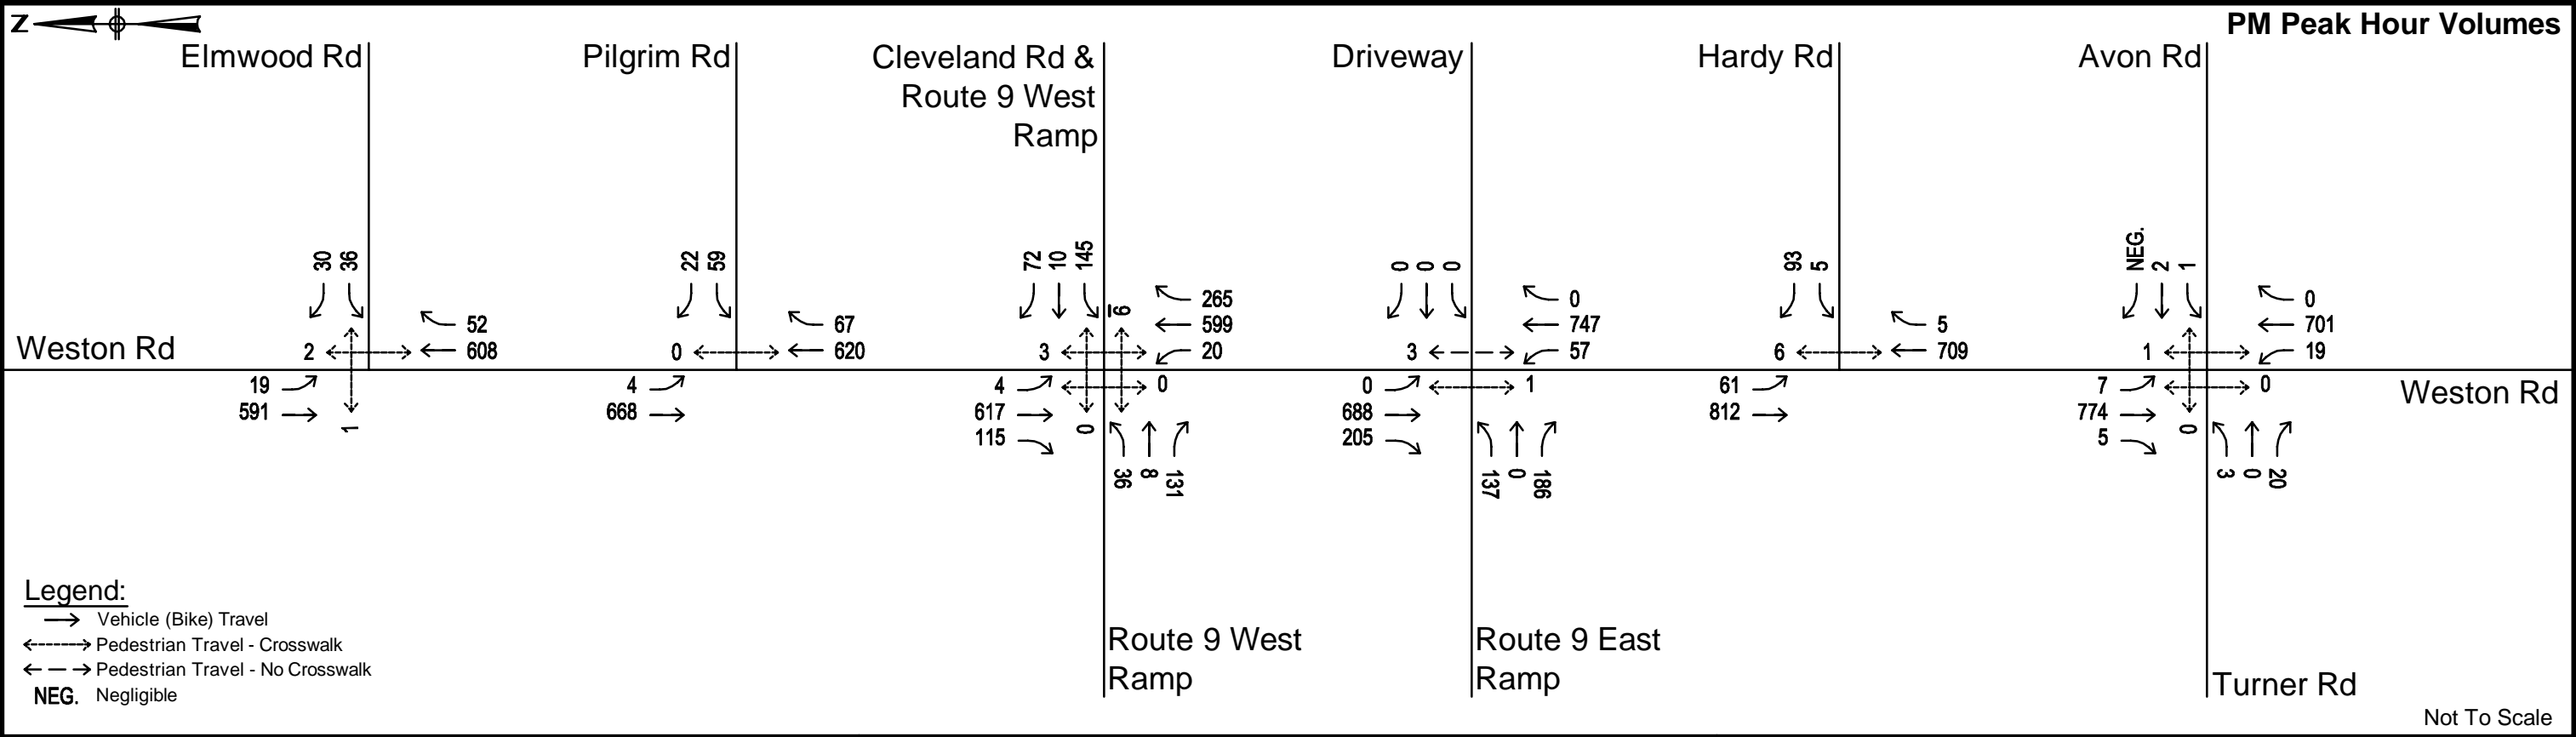 Z
PM Peak Hour Volumes
Elmwood Rd
Pilgrim Rd
Cleveland Rd &
Route 9 West
Ramp
Driveway
Hardy Rd
Avon Rd
30
36
52
608
2
19
591
1
22
59
67
620
0
4
668
72
10
145
9
265
599
20
3
4
617
115
0
0
36
8
131
0
0
0
0
747
57
3
0
688
205
1
137
0
186
93
5
5
709
6
61
812
NEG.
2
1
0
701
19
1
7
774
5
0
0
3
0
20
Weston Rd
Weston Rd
Legend:
Vehicle (Bike) Travel
Pedestrian Travel - Crosswalk
Pedestrian Travel - No Crosswalk
NEG. Negligible
Route 9 West
Ramp
Route 9 East
Ramp
Turner Rd
Not To Scale